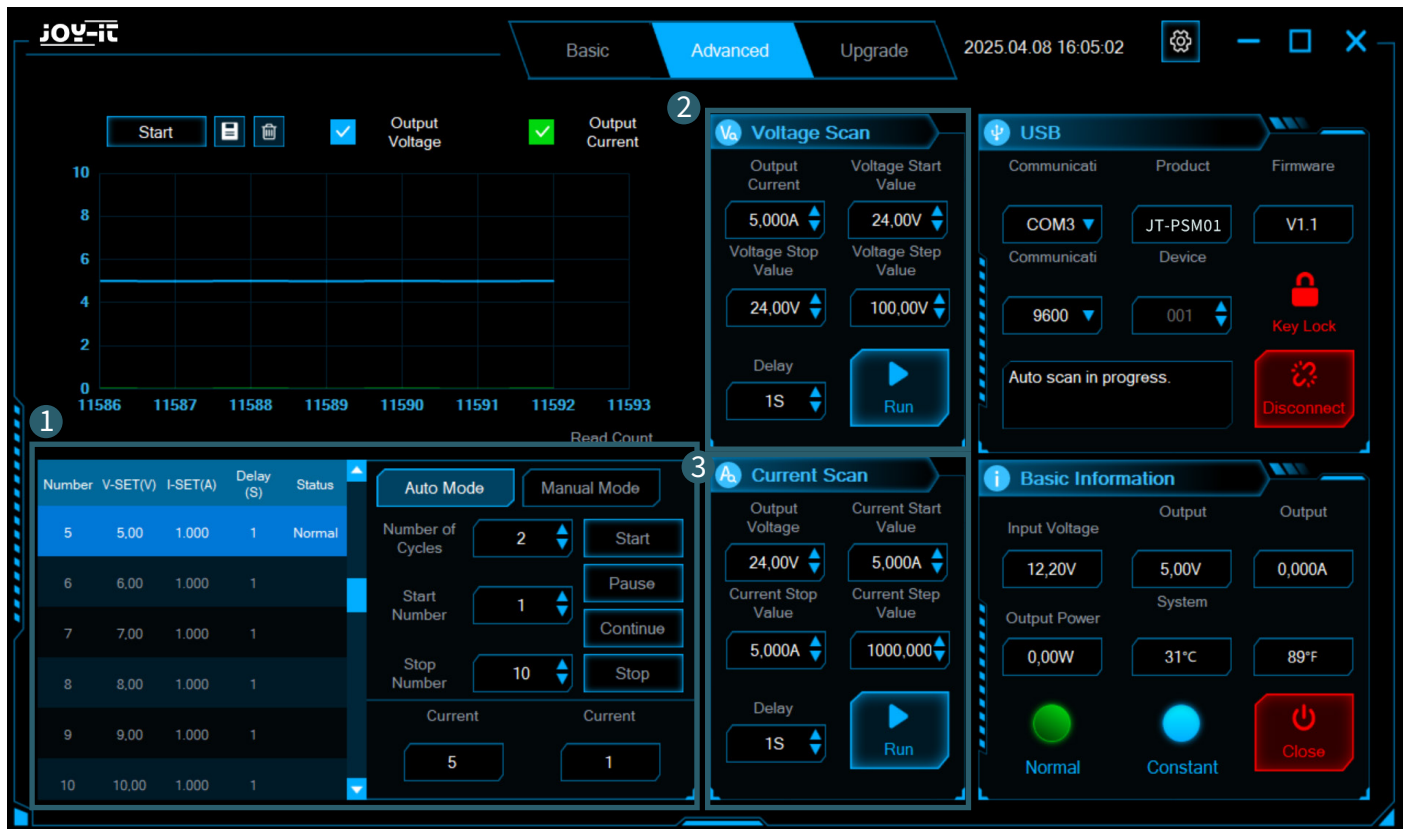 JOY-iT
Basic
Advanced
Upgrade
2025.04.08 16:05:02
Start
Output
Voltage
Output
Current
10
8
6
4
2
0
11586 11587 11588 11589 11590 11591 11592 11593
Read Count
1
Number V-SET(V) I-SET(A) Delay (S) Status
5 5,00 1.000 1 Normal
6 6,00 1.000 1
7 7,00 1.000 1
8 8,00 1.000 1
9 9,00 1.000 1
10 10,00 1.000 1
Auto Mode
Manual Mode
Number of
Cycles
2
Start
Pause
Start
Number
1
Continue
Stop
Number
10
Stop
Current
Current
5
1
2
Voltage Scan
Output
Current
Voltage Start
Value
5,000A
24,00V
Voltage Stop
Value
Voltage Step
Value
24,00V
100,00V
Delay
1S
Run
3
Current Scan
Output
Voltage
Current Start
Value
24,00V
5,000A
Current Stop
Value
Current Step
Value
5,000A
1000,000
Delay
1S
Run
USB
Communicati
Product
Firmware
COM3
JT-PSM01
V1.1
Communicati
Device
9600
001
Key Lock
Auto scan in progress.
Disconnect
Basic Information
Input Voltage
Output
Output
12,20V
5,00V
0,000A
Output Power
System
0,00W
31°C
89°F
Normal
Constant
Close